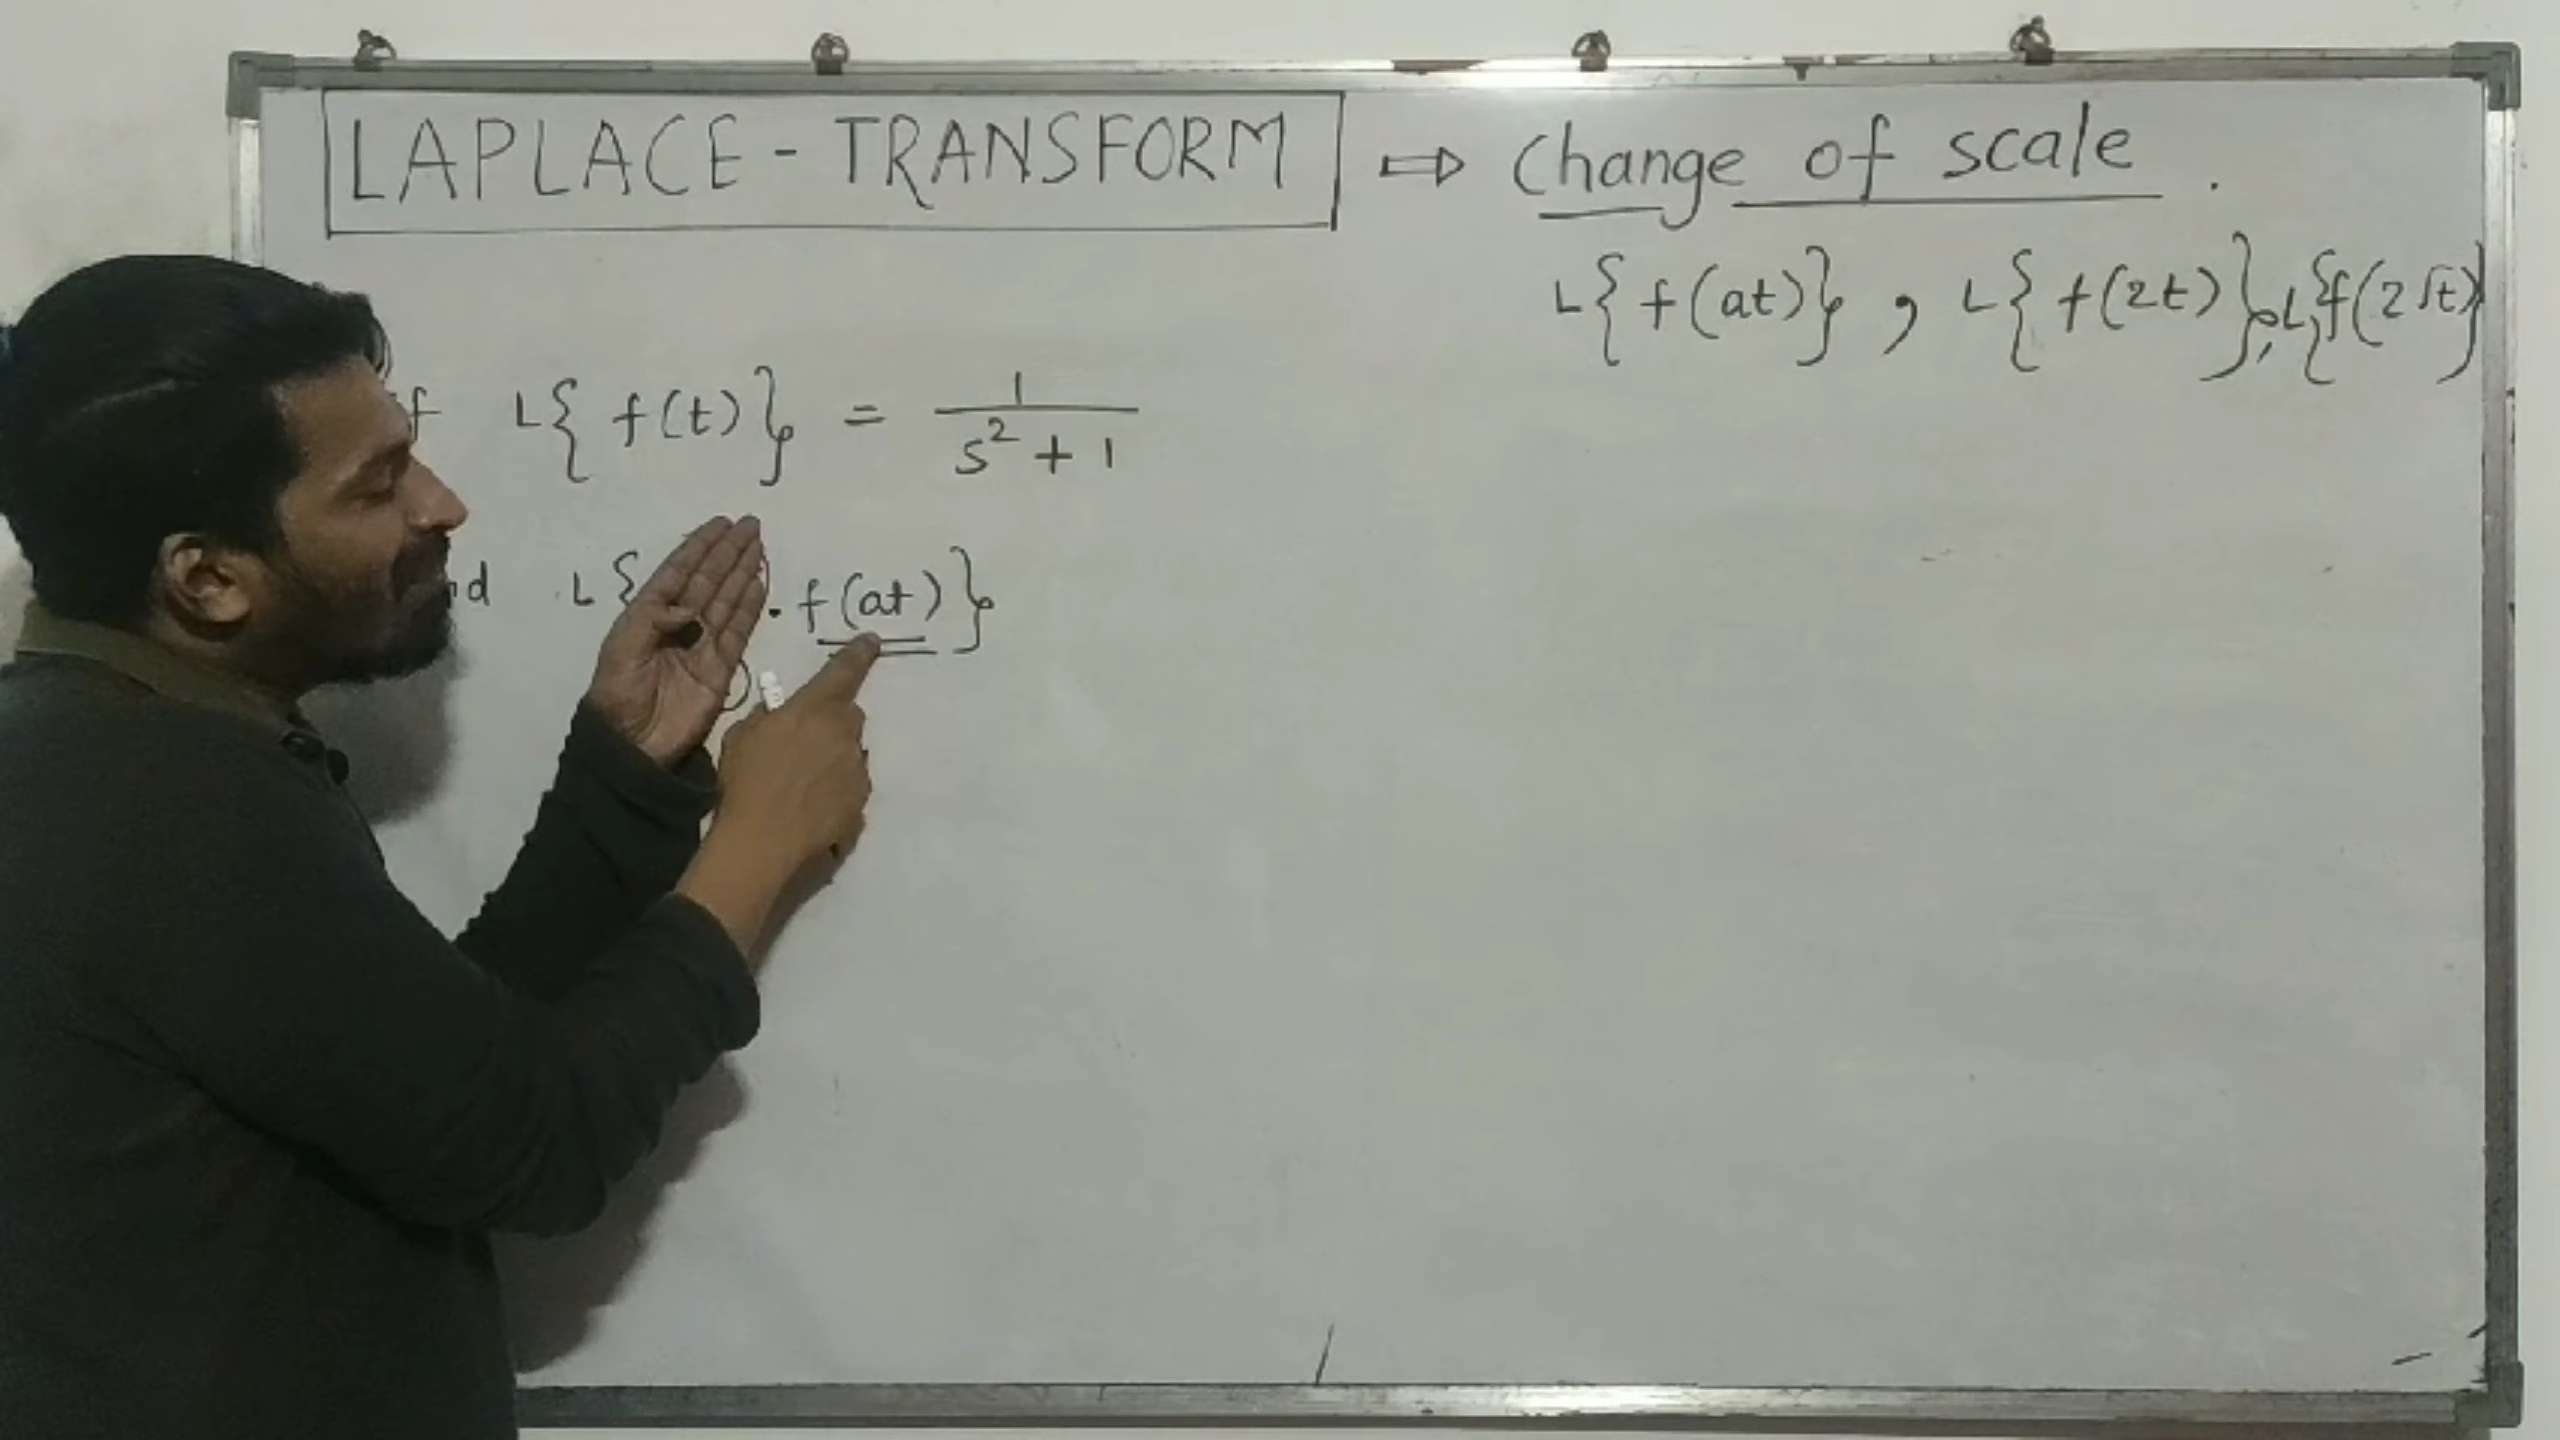 LAPLACE - TRANSFORM ⇒ Change of scale .
L{ f(at)} , L{ f(2t)}, L{f(2√t)}
L{ f(t)} = 1/(s² + 1)
L{ . f(at)}